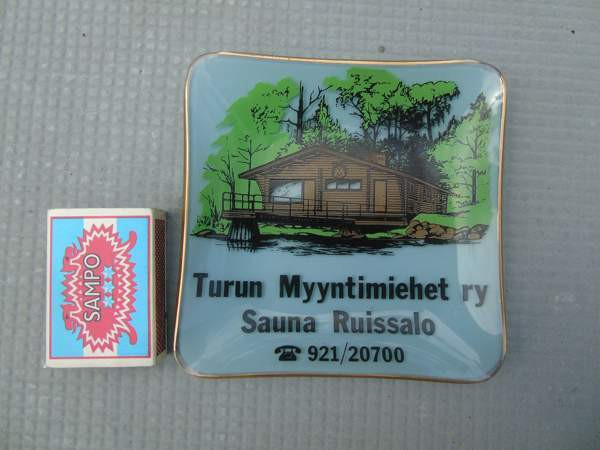 SAMPO
M
Turun Myyntimiehet ry
Sauna Ruissalo
☎ 921/20700